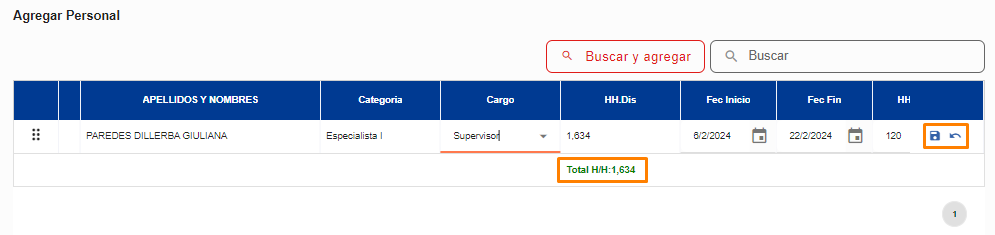 Agregar Personal
Buscar y agregar
Buscar
APELLIDOS Y NOMBRES Categoria Cargo HH.Dis Fec Inicio Fec Fin HH
PAREDES DILLERBA GIULIANA Especialista I Supervisor 1,634 6/2/2024 22/2/2024 120
Total H/H:1,634
1